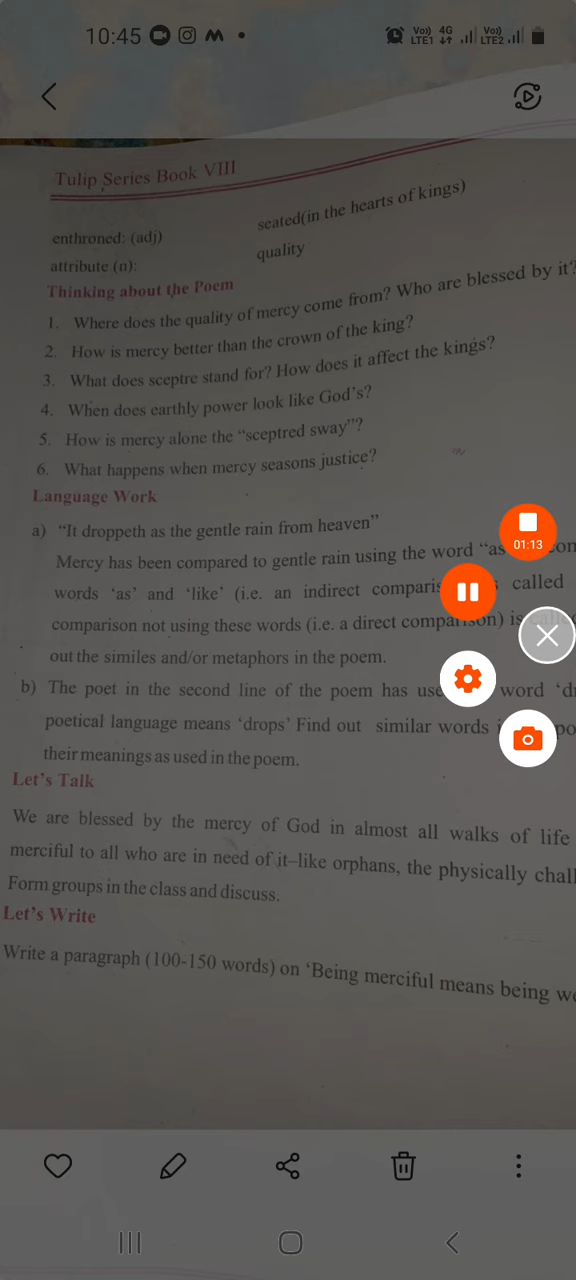 10:45
Vo)) LTE1 4G Vo)) LTE2
Tulip Series Book VIII
enthroned: (adj) seated(in the hearts of kings)
attribute (n): quality
Thinking about the Poem
1. Where does the quality of mercy come from? Who are blessed by it?
2. How is mercy better than the crown of the king?
3. What does sceptre stand for? How does it affect the kings?
4. When does earthly power look like God's?
5. How is mercy alone the "sceptred sway"?
6. What happens when mercy seasons justice?
Language Work
a) "It droppeth as the gentle rain from heaven"
Mercy has been compared to gentle rain using the word "as
words 'as' and 'like' (i.e. an indirect called
comparison not using these words (i.e. a direct comparison) is
out the similes and/or metaphors in the poem.
b) The poet in the second line of the poem has word
poetical language means 'drops' Find out similar words
their meanings as used in the poem.
Let's Talk
We are blessed by the mercy of God in almost all walks of life
merciful to all who are in need of it–like orphans, the physically
Form groups in the class and discuss.
Let's Write
Write a paragraph (100-150 words) on 'Being merciful means being
01:13